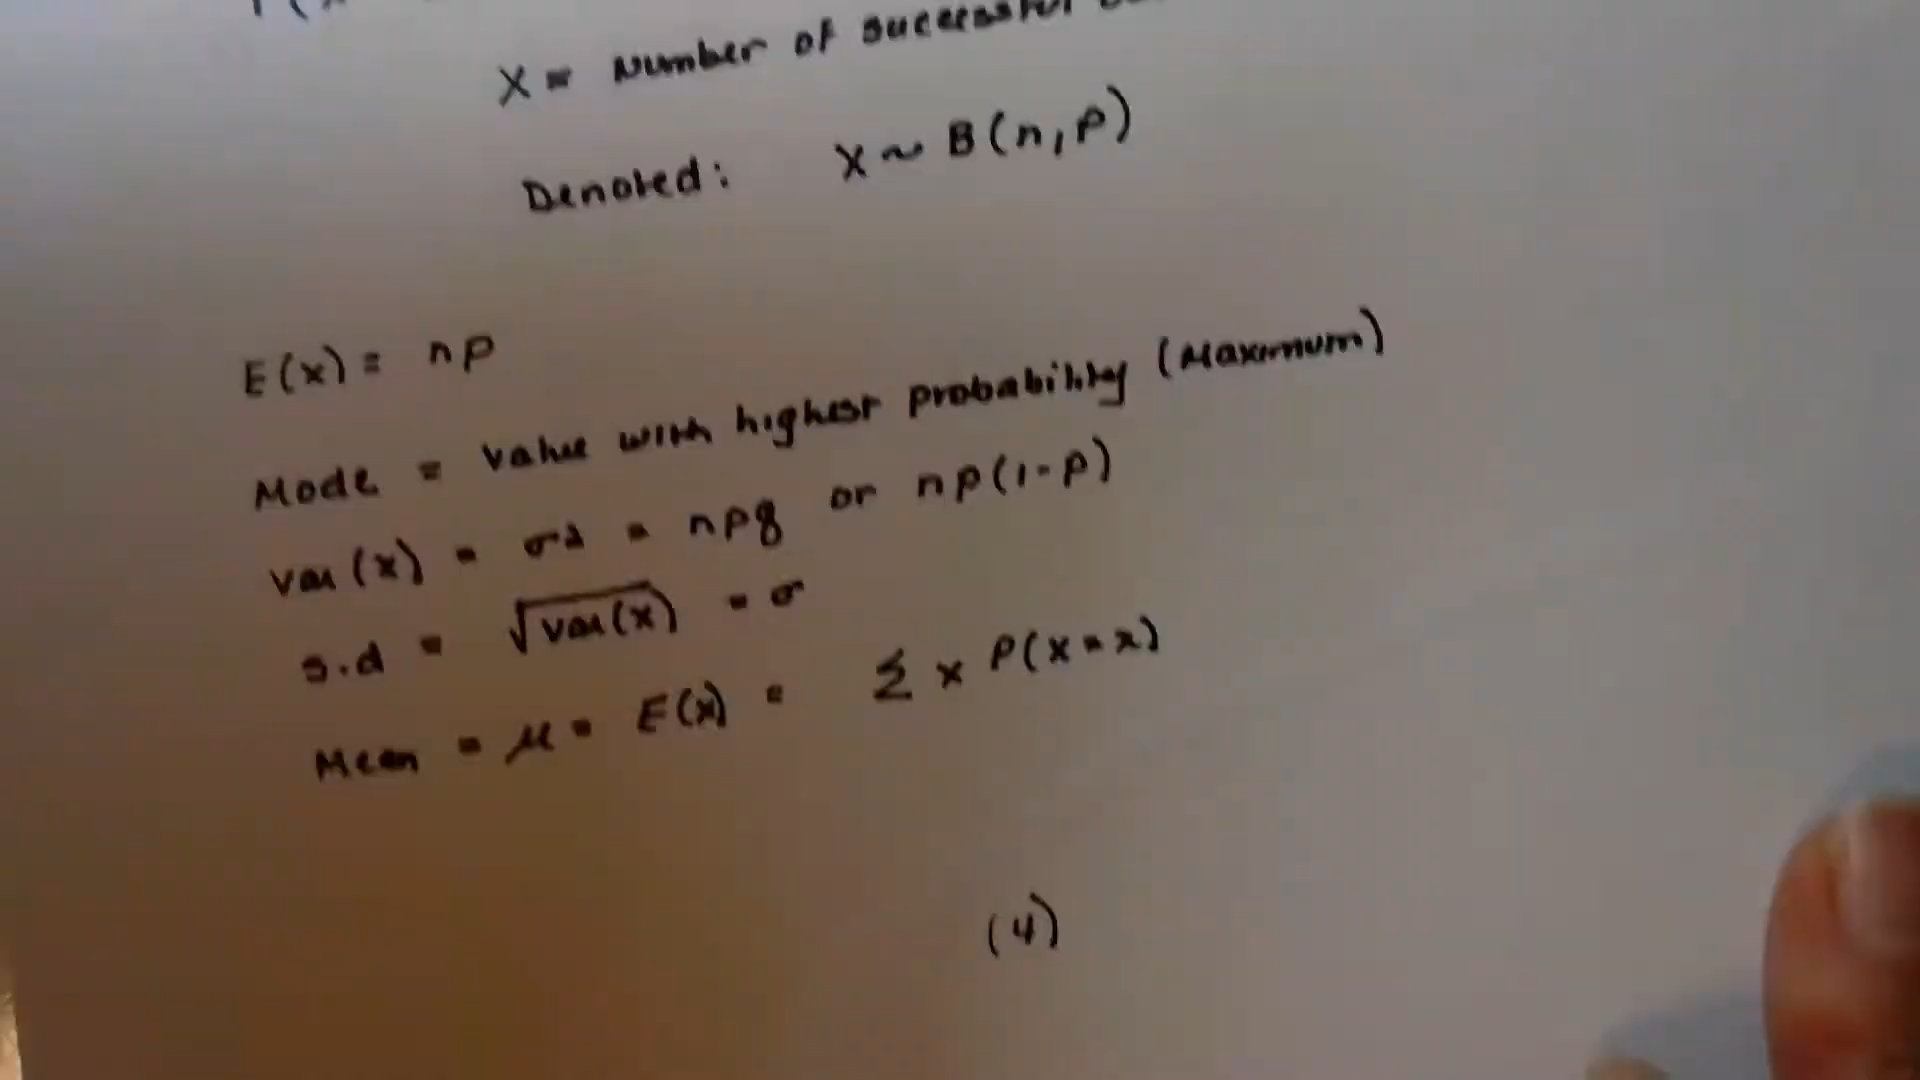 X = Number of successful
Denoted: X ~ B(n,p)
E(x) = np
Mode = value with highest probability (Maximum)
var(x) = σ2 = npq or np(1-p)
s.d = √var(x) = σ
Mean = μ = E(x) = Σ x P(X=x)
(4)